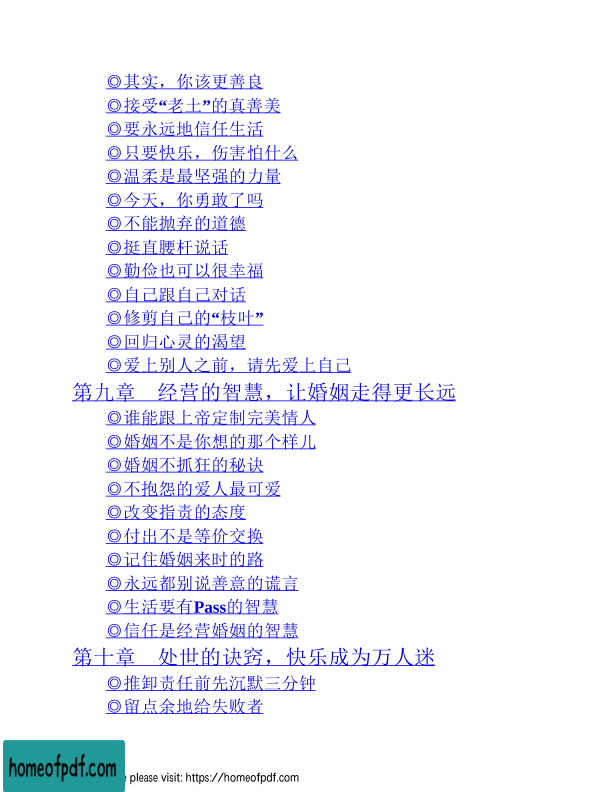 ◎其实，你该更善良
◎接受“老土”的真善美
◎要永远地信任生活
◎只要快乐，伤害怕什么
◎温柔是最坚强的力量
◎今天，你勇敢了吗
◎不能抛弃的道德
◎挺直腰杆说话
◎勤俭也可以很幸福
◎自己跟自己对话
◎修剪自己的“枝叶”
◎回归心灵的渴望
◎爱上别人之前，请先爱上自己
第九章　经营的智慧，让婚姻走得更长远
◎谁能跟上帝定制完美情人
◎婚姻不是你想的那个样儿
◎婚姻不抓狂的秘诀
◎不抱怨的爱人最可爱
◎改变指责的态度
◎付出不是等价交换
◎记住婚姻来时的路
◎永远都别说善意的谎言
◎生活要有Pass的智慧
◎信任是经营婚姻的智慧
第十章　处世的诀窍，快乐成为万人迷
◎推卸责任前先沉默三分钟
◎留点余地给失败者
homeofpdf.com
please visit: https://homeofpdf.com